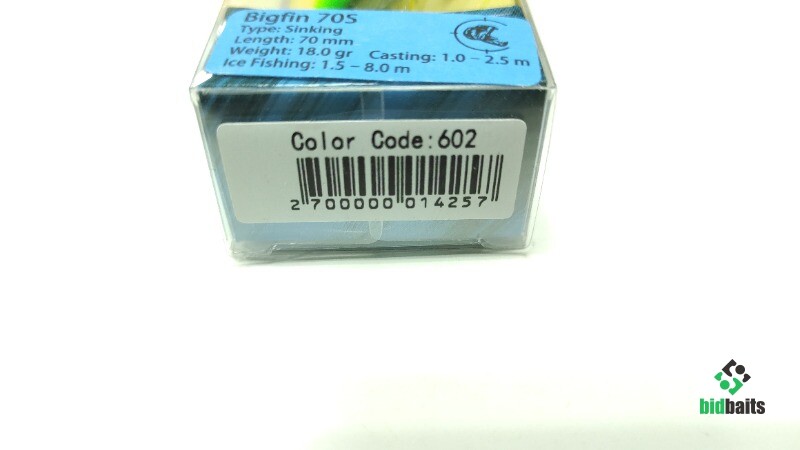 Bigfin 70S
Type: Sinking
Length: 70 mm
Weight: 18.0 gr Casting: 1.0 – 2.5 m
Ice Fishing: 1.5 – 8.0 m
Color Code:602
2 700000 014257
bidbaits